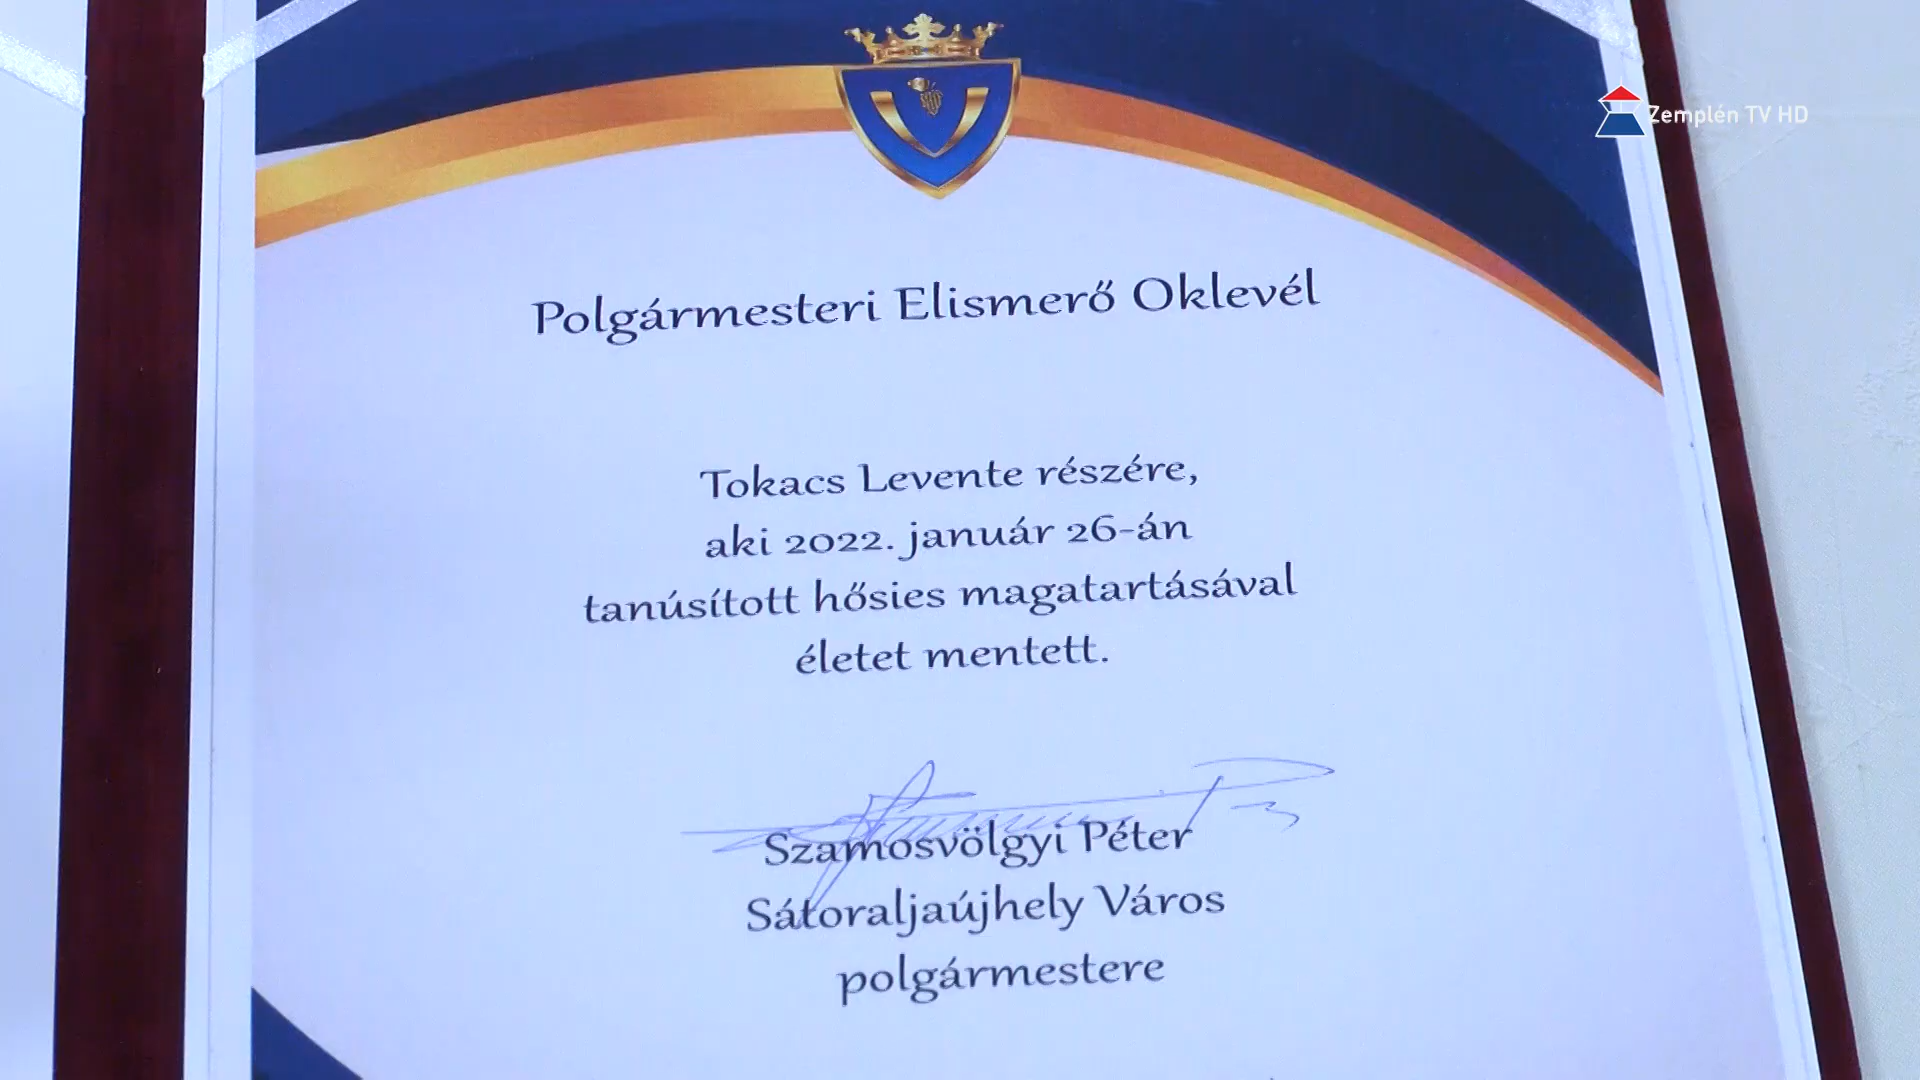 Zemplén TV HD
Polgármesteri Elismerő Oklevél
Tokacs Levente részére,
aki 2022. január 26-án
tanúsított hősies magatartásával
életet mentett.
Szamosvölgyi Péter
Sátoraljaújhely Város
polgármestere